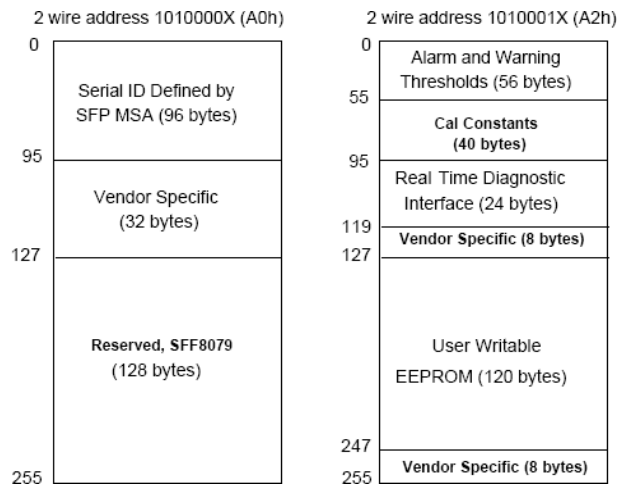 2 wire address 1010000X (A0h)
0
Serial ID Defined by
SFP MSA (96 bytes)
95
Vendor Specific
(32 bytes)
127
Reserved, SFF8079
(128 bytes)
255
2 wire address 1010001X (A2h)
0
Alarm and Warning
Thresholds (56 bytes)
55
Cal Constants
(40 bytes)
95
Real Time Diagnostic
Interface (24 bytes)
119
Vendor Specific (8 bytes)
127
User Writable
EEPROM (120 bytes)
247
Vendor Specific (8 bytes)
255